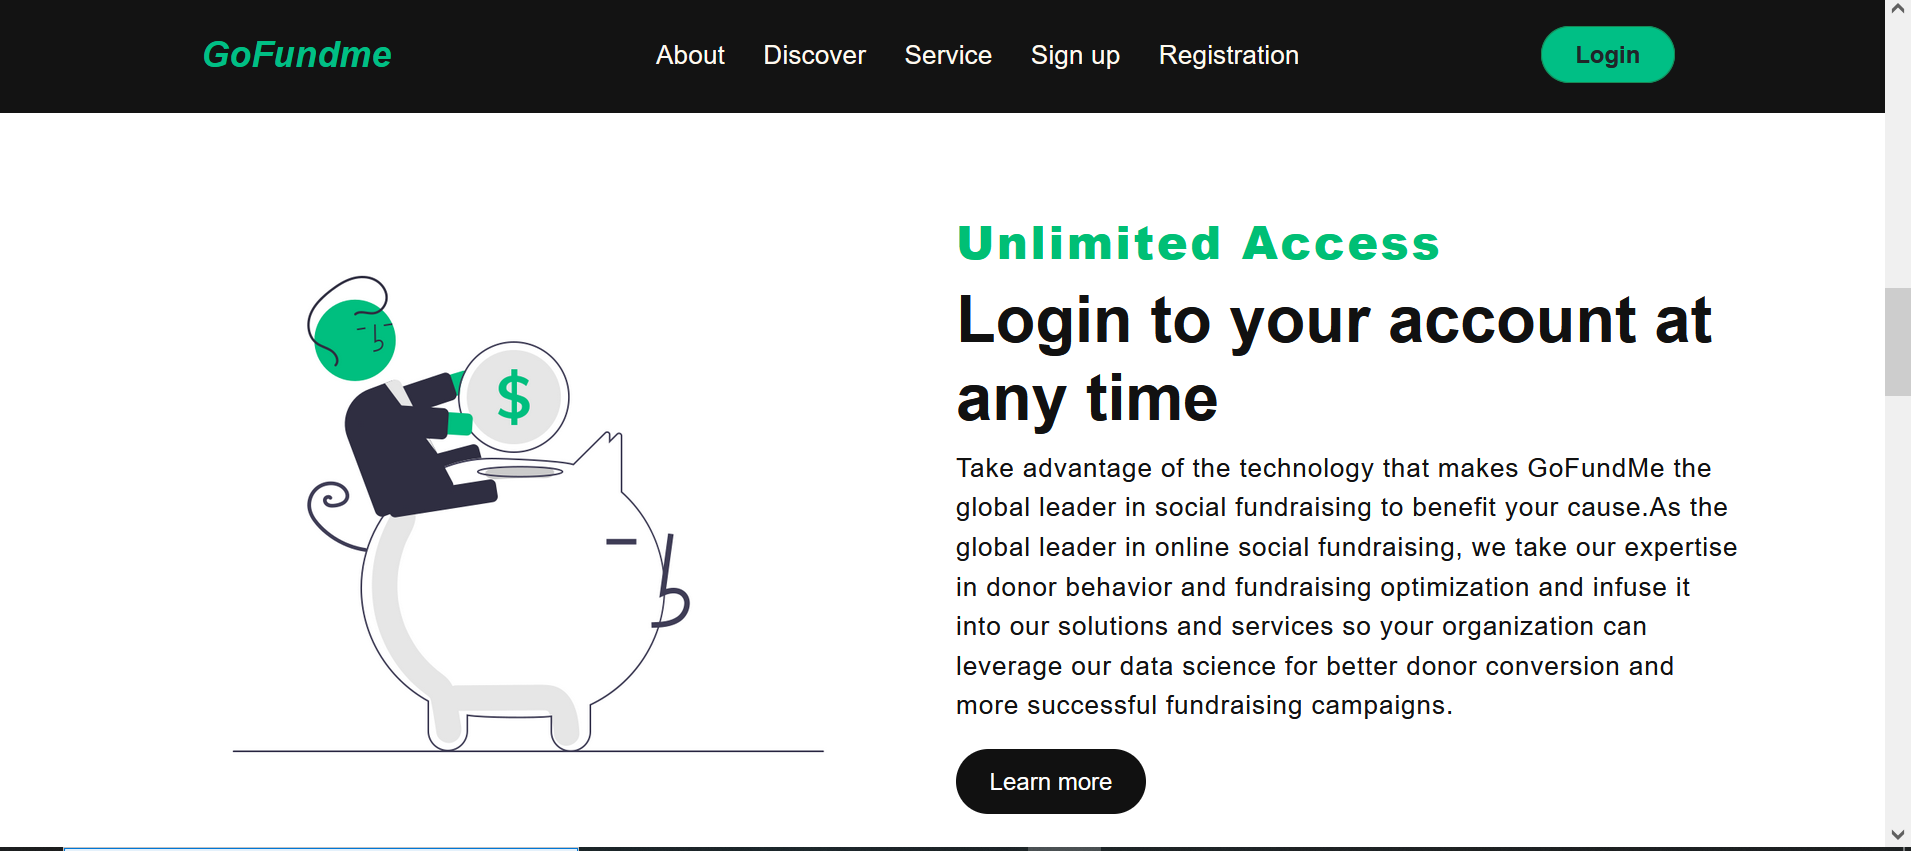 GoFundme
About Discover Service Sign up Registration
Login
Unlimited Access
Login to your account at
any time
Take advantage of the technology that makes GoFundMe the
global leader in social fundraising to benefit your cause.As the
global leader in online social fundraising, we take our expertise
in donor behavior and fundraising optimization and infuse it
into our solutions and services so your organization can
leverage our data science for better donor conversion and
more successful fundraising campaigns.
Learn more
$